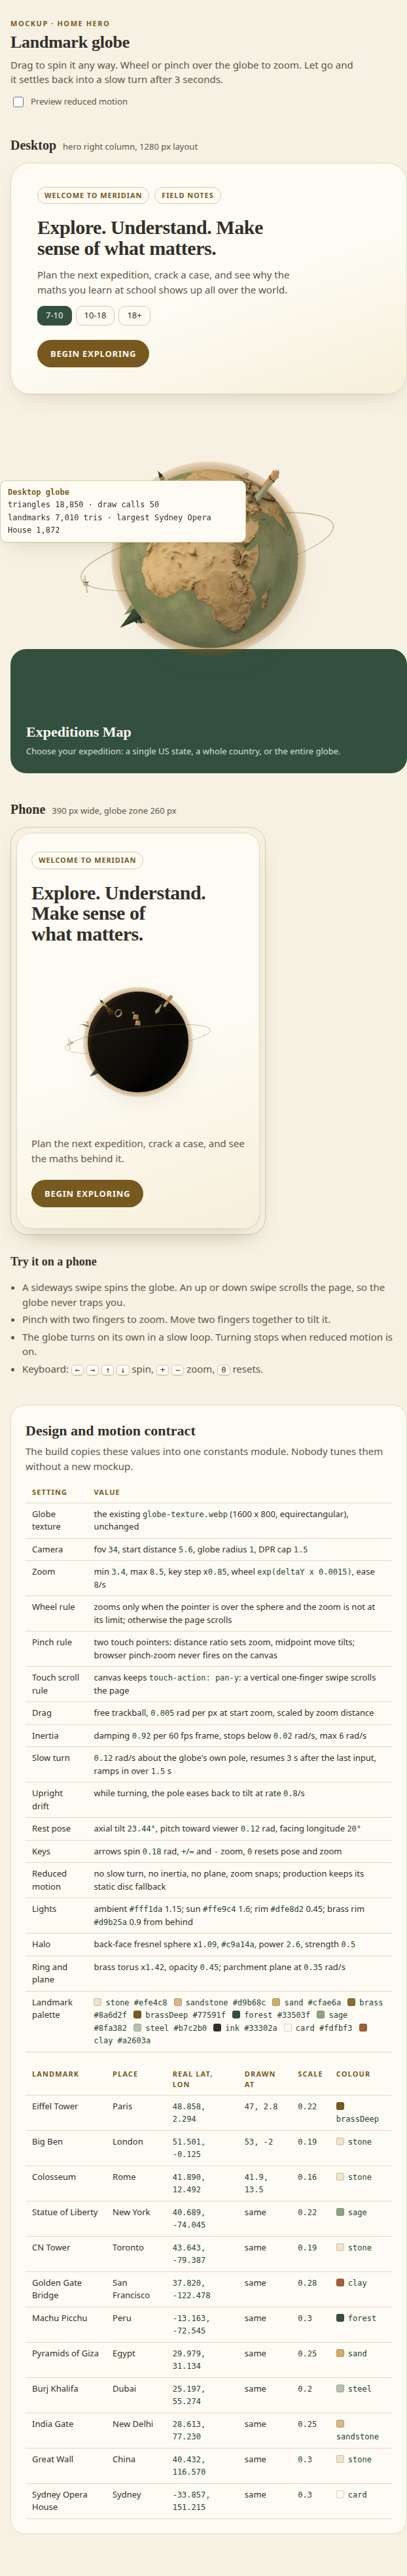 MOCKUP · HOME HERO
Landmark globe
Drag to spin it any way. Wheel or pinch over the globe to zoom. Let go and
it settles back into a slow turn after 3 seconds.
Preview reduced motion
Desktop hero right column, 1280 px layout
WELCOME TO MERIDIAN FIELD NOTES
Explore. Understand. Make
sense of what matters.
Plan the next expedition, crack a case, and see why the
maths you learn at school shows up all over the world.
7-10 10-18 18+
BEGIN EXPLORING
Desktop globe
triangles 18,850 · draw calls 50
landmarks 7,010 tris · largest Sydney Opera
House 1,872
Expeditions Map
Choose your expedition: a single US state, a whole country, or the entire globe.
Phone 390 px wide, globe zone 260 px
WELCOME TO MERIDIAN
Explore. Understand.
Make sense of
what matters.
Plan the next expedition, crack a case, and see
the maths behind it.
BEGIN EXPLORING
Try it on a phone
• A sideways swipe spins the globe. An up or down swipe scrolls the page, so the
globe never traps you.
• Pinch with two fingers to zoom. Move two fingers together to tilt it.
• The globe turns on its own in a slow loop. Turning stops when reduced motion is
on.
• Keyboard: ← → ↑ ↓ spin, + − zoom, 0 resets.
Design and motion contract
The build copies these values into one constants module. Nobody tunes them
without a new mockup.
SETTING VALUE
Globe the existing globe-texture.webp (1600 x 800, equirectangular),
texture unchanged
Camera fov 34, start distance 5.6, globe radius 1, DPR cap 1.5
Zoom min 3.4, max 8.5, key step x0.85, wheel exp(deltaY x 0.0015), ease
8/s
Wheel rule zooms only when the pointer is over the sphere and the zoom is not at
its limit; otherwise the page scrolls
Pinch rule two touch pointers: distance ratio sets zoom, midpoint move tilts;
browser pinch-zoom never fires on the canvas
Touch scroll canvas keeps touch-action: pan-y: a vertical one-finger swipe scrolls
rule the page
Drag free trackball, 0.005 rad per px at start zoom, scaled by zoom distance
Inertia damping 0.92 per 60 fps frame, stops below 0.02 rad/s, max 6 rad/s
Slow turn 0.12 rad/s about the globe's own pole, resumes 3 s after the last input,
ramps in over 1.5 s
Upright while turning, the pole eases back to tilt at rate 0.8/s
drift
Rest pose axial tilt 23.44°, pitch toward viewer 0.12 rad, facing longitude 20°
Keys arrows spin 0.18 rad, +/= and - zoom, 0 resets pose and zoom
Reduced no slow turn, no inertia, no plane, zoom snaps; production keeps its
motion static disc fallback
Lights ambient #fff1da 1.15; sun #ffe9c4 1.6; rim #dfe8d2 0.45; brass rim
#d9b25a 0.9 from behind
Halo back-face fresnel sphere x1.09, #c9a14a, power 2.6, strength 0.5
Ring and brass torus x1.42, opacity 0.45; parchment plane at 0.35 rad/s
plane
Landmark stone #efe4c8 sandstone #d9b68c sand #cfae6a brass
palette #8a6d2f brassDeep #77591f forest #33503f sage
#8fa382 steel #b7c2b0 ink #33302a card #fdfbf3
clay #a2603a
LANDMARK PLACE REAL LAT, DRAWN SCALE COLOUR
LON AT
Eiffel Tower Paris 48.858, 47, 2.8 0.22
2.294 brassDeep
Big Ben London 51.501, 53, -2 0.19 stone
-0.125
Colosseum Rome 41.890, 41.9, 0.16 stone
12.492 13.5
Statue of Liberty New York 40.689, same 0.22 sage
-74.045
CN Tower Toronto 43.643, same 0.19 stone
-79.387
Golden Gate San 37.820, same 0.28 clay
Bridge Francisco -122.478
Machu Picchu Peru -13.163, same 0.3 forest
-72.545
Pyramids of Giza Egypt 29.979, same 0.25 sand
31.134
Burj Khalifa Dubai 25.197, same 0.2 steel
55.274
India Gate New Delhi 28.613, same 0.25
77.230 sandstone
Great Wall China 40.432, same 0.3 stone
116.570
Sydney Opera Sydney -33.857, same 0.3 card
House 151.215